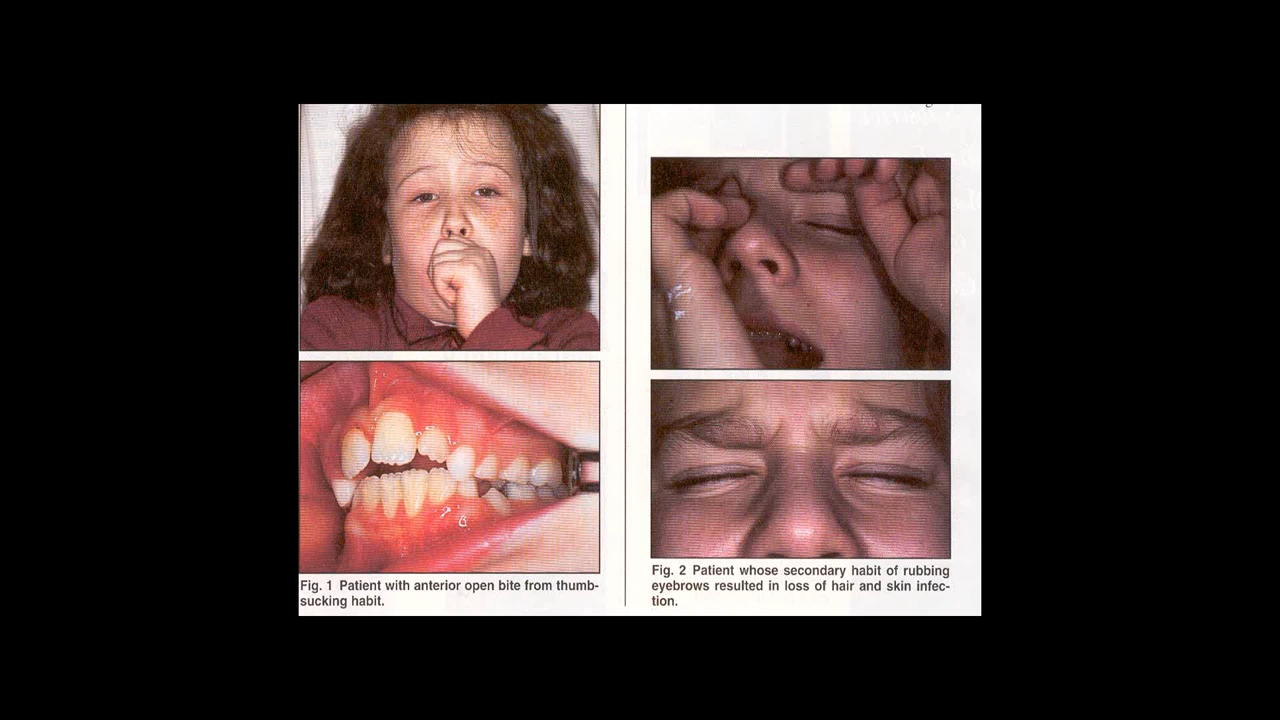 Fig. 1 Patient with anterior open bite from thumb-
sucking habit.
Fig. 2 Patient whose secondary habit of rubbing
eyebrows resulted in loss of hair and skin infec-
tion.